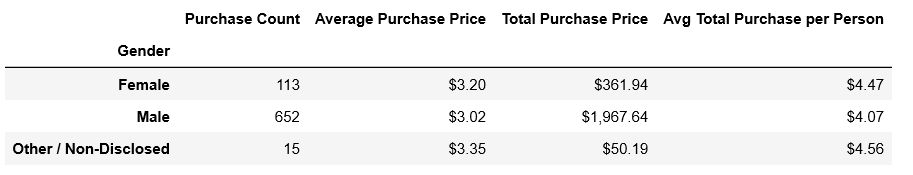 Purchase Count Average Purchase Price Total Purchase Price Avg Total Purchase per Person
Gender
Female 113 $3.20 $361.94 $4.47
Male 652 $3.02 $1,967.64 $4.07
Other / Non-Disclosed 15 $3.35 $50.19 $4.56